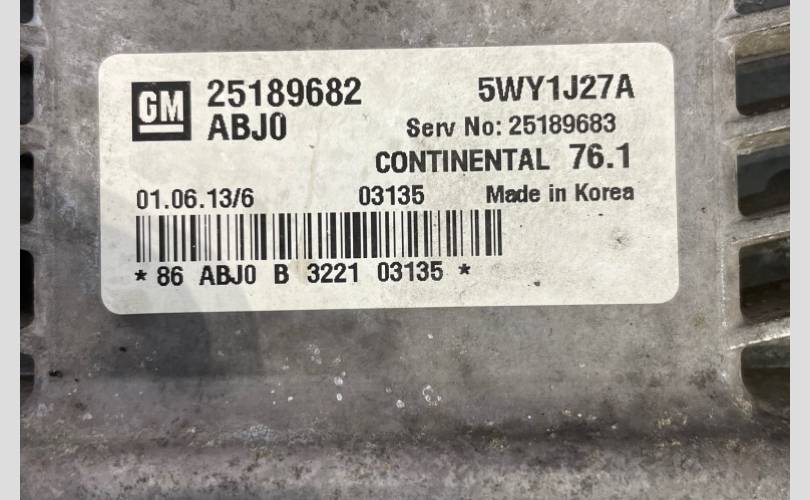 GM 25189682 5WY1J27A
ABJ0 Serv No: 25189683
CONTINENTAL 76.1
01.06.13/6 03135 Made in Korea
* 86 ABJ0 B 3221 03135 *